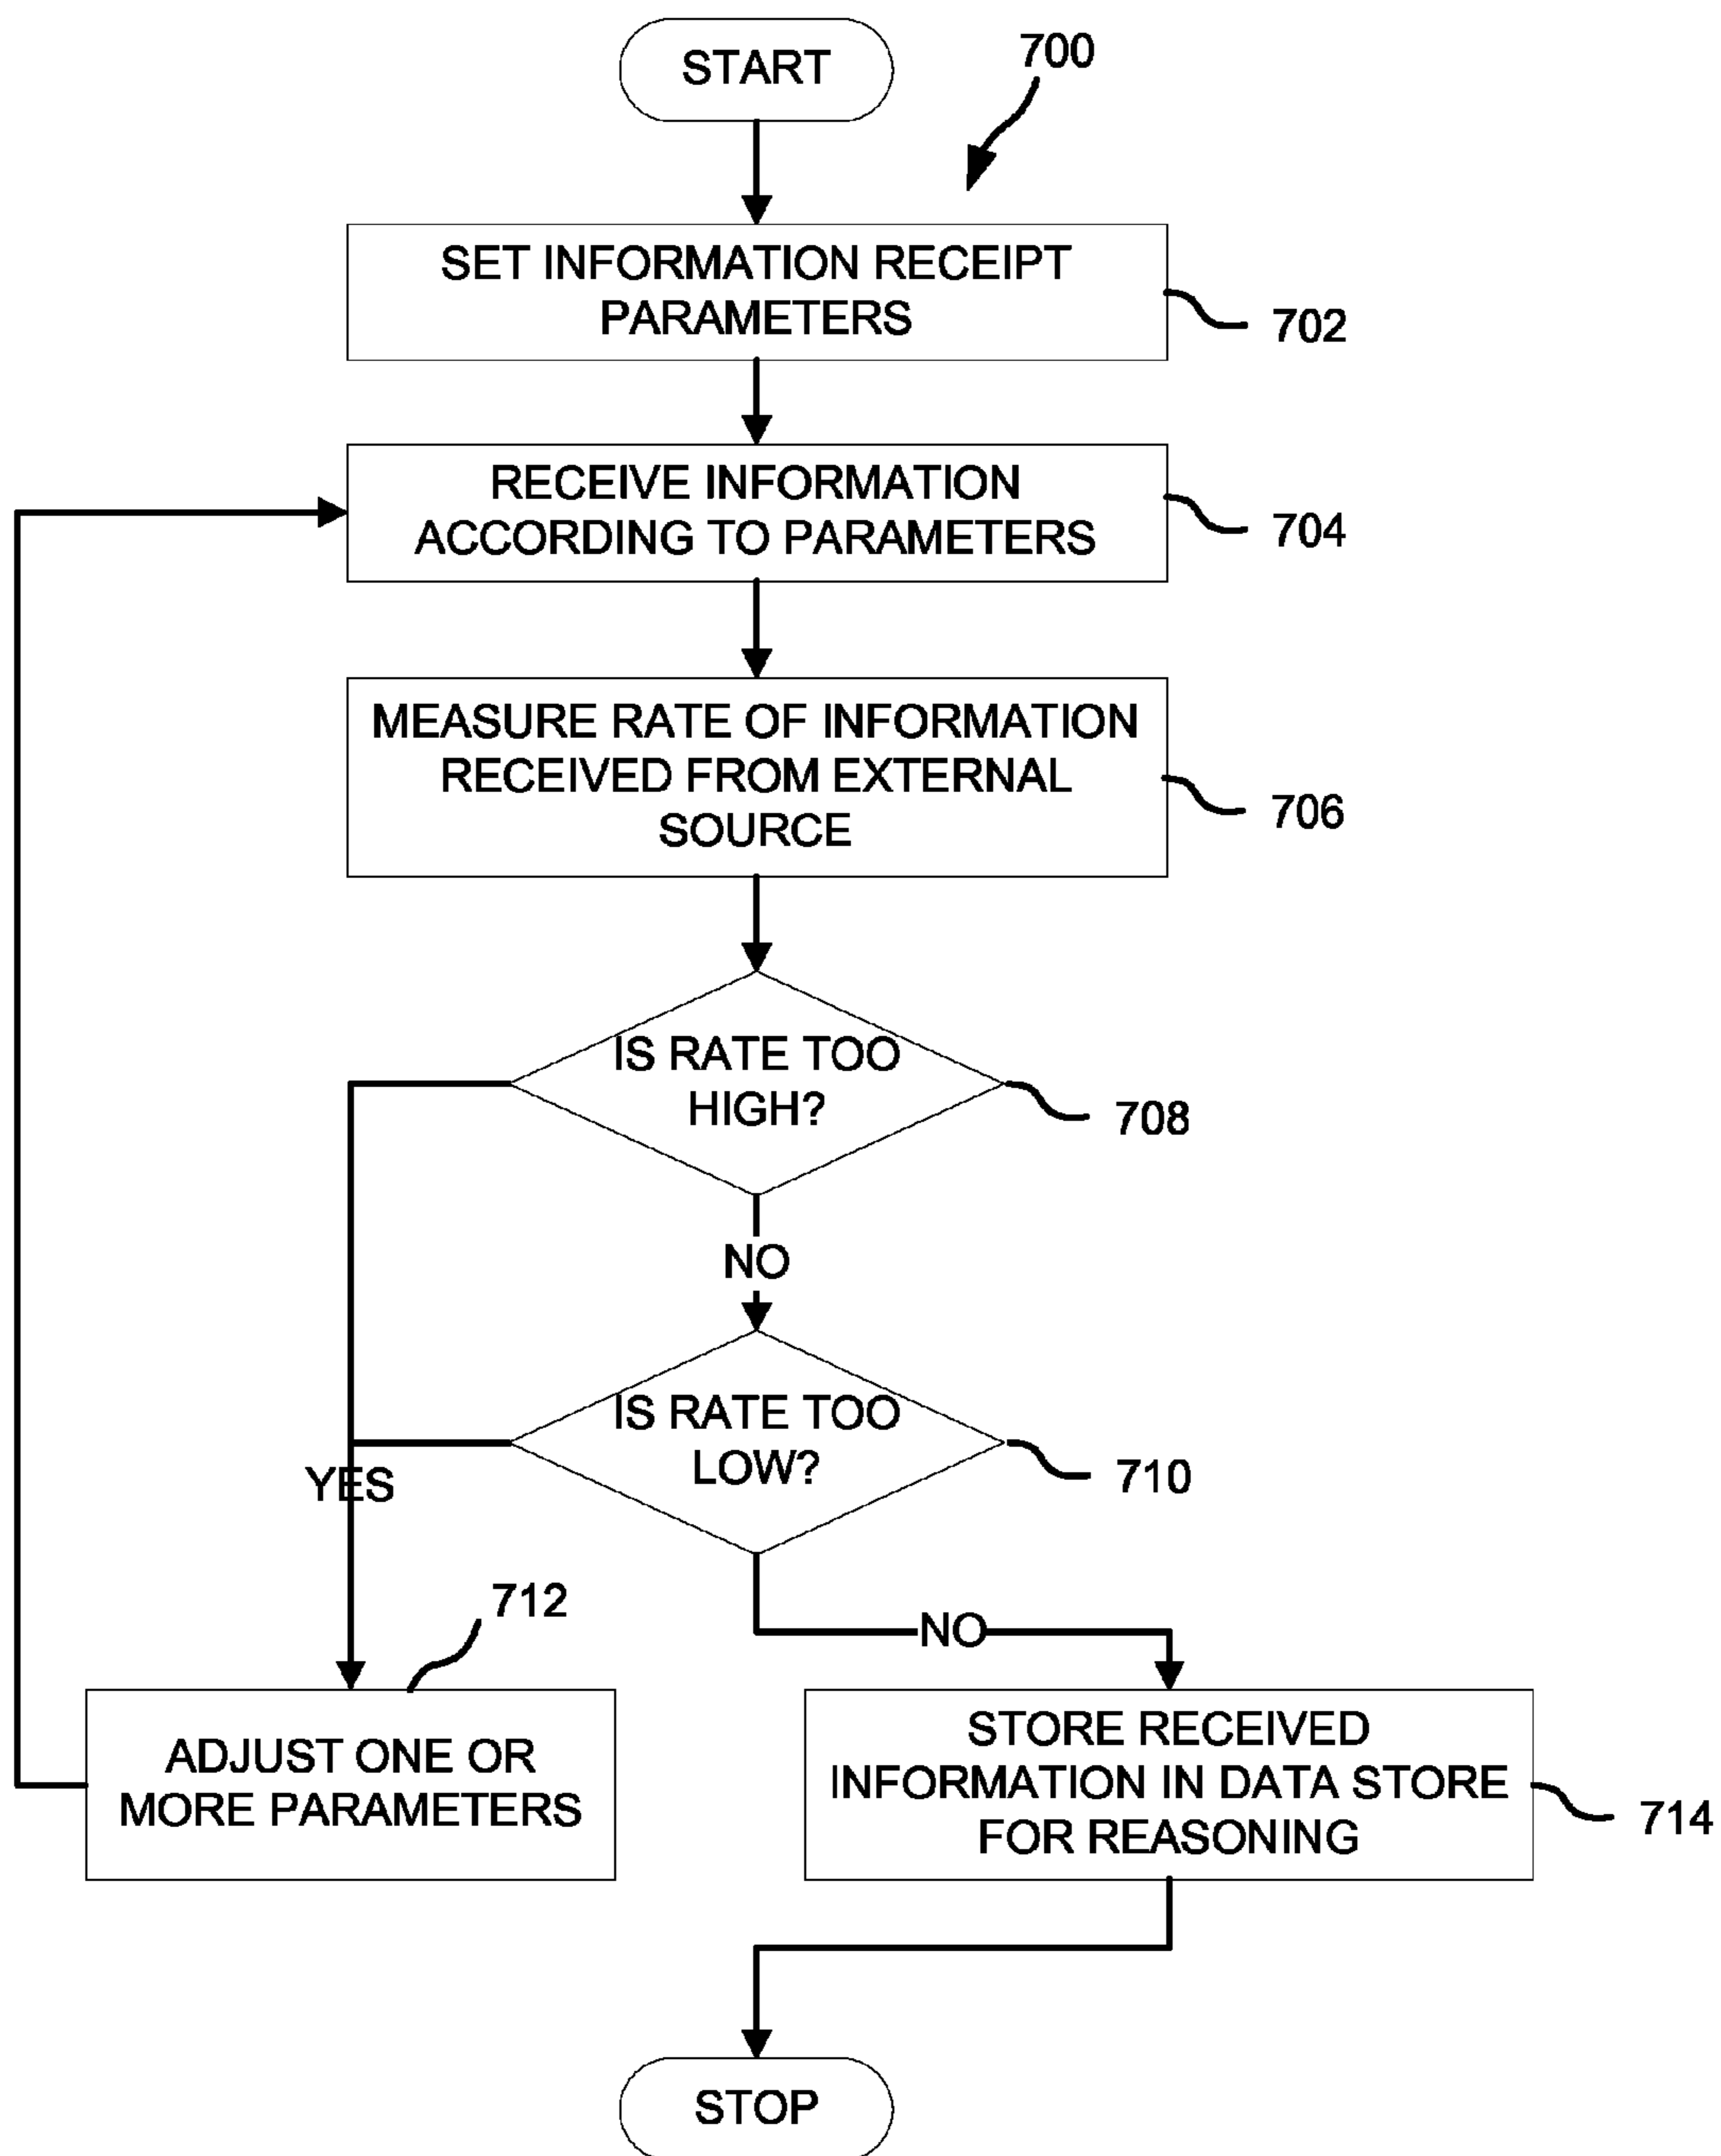 START
700
SET INFORMATION RECEIPT
PARAMETERS
702
RECEIVE INFORMATION
ACCORDING TO PARAMETERS
704
MEASURE RATE OF INFORMATION
RECEIVED FROM EXTERNAL
SOURCE
706
IS RATE TOO
HIGH?
708
NO
IS RATE TOO
LOW?
710
YES
712
NO
ADJUST ONE OR
MORE PARAMETERS
STORE RECEIVED
INFORMATION IN DATA STORE
FOR REASONING
714
STOP